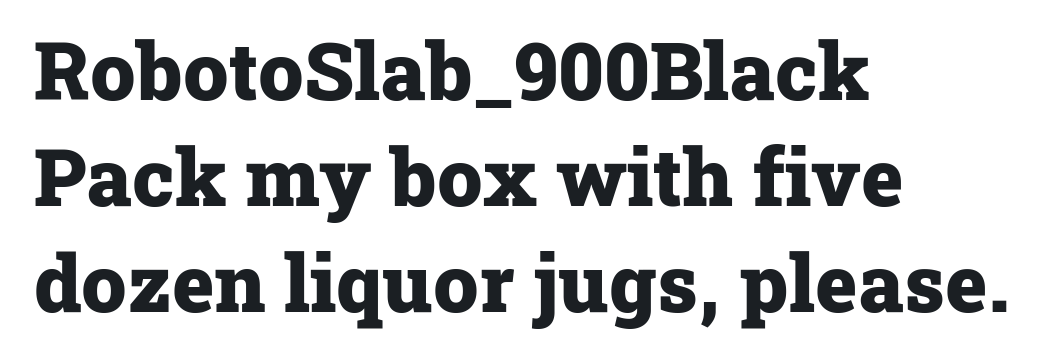 RobotoSlab_900Black
Pack my box with five
dozen liquor jugs, please.